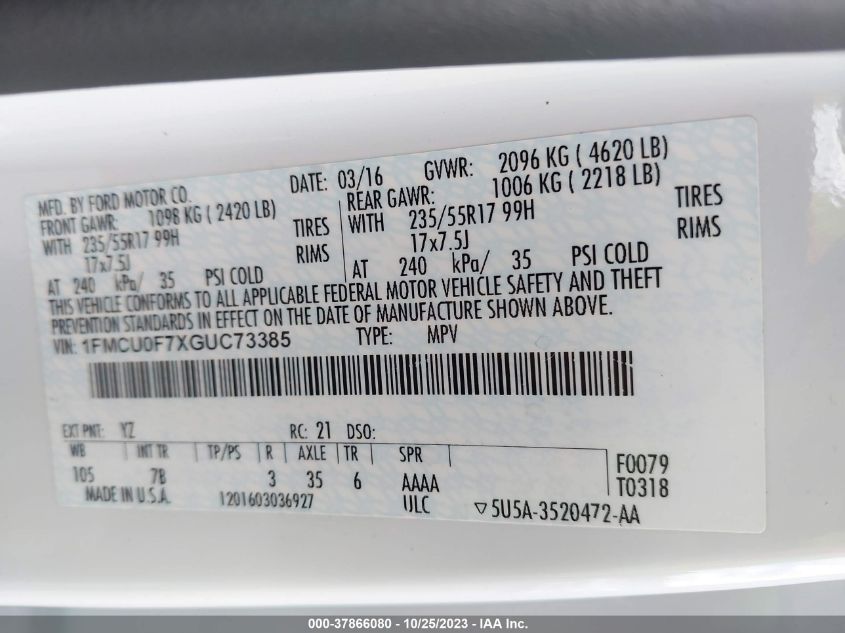 MFD. BY FORD MOTOR CO.
DATE: 03/16 GVWR: 2096 KG ( 4620 LB)
FRONT GAWR: 1098 KG ( 2420 LB)
WITH 235/55R17 99H TIRES
17x7.5J RIMS
AT 240 kPa/ 35 PSI COLD
REAR GAWR: 1006 KG ( 2218 LB)
WITH 235/55R17 99H TIRES
17x7.5J RIMS
AT 240 kPa/ 35 PSI COLD
THIS VEHICLE CONFORMS TO ALL APPLICABLE FEDERAL MOTOR VEHICLE SAFETY AND THEFT
PREVENTION STANDARDS IN EFFECT ON THE DATE OF MANUFACTURE SHOWN ABOVE.
VIN: 1FMCU0F7XGUC73385 TYPE: MPV
EXT PNT: YZ RC: 21 DSO:
WB INT TR TP/PS R AXLE TR SPR
105 7B 3 35 6 AAAA
F0079
T0318
MADE IN U.S.A. 1201603036927 ULC ▽5U5A-3520472-AA
000-37866080 - 10/25/2023 - IAA Inc.